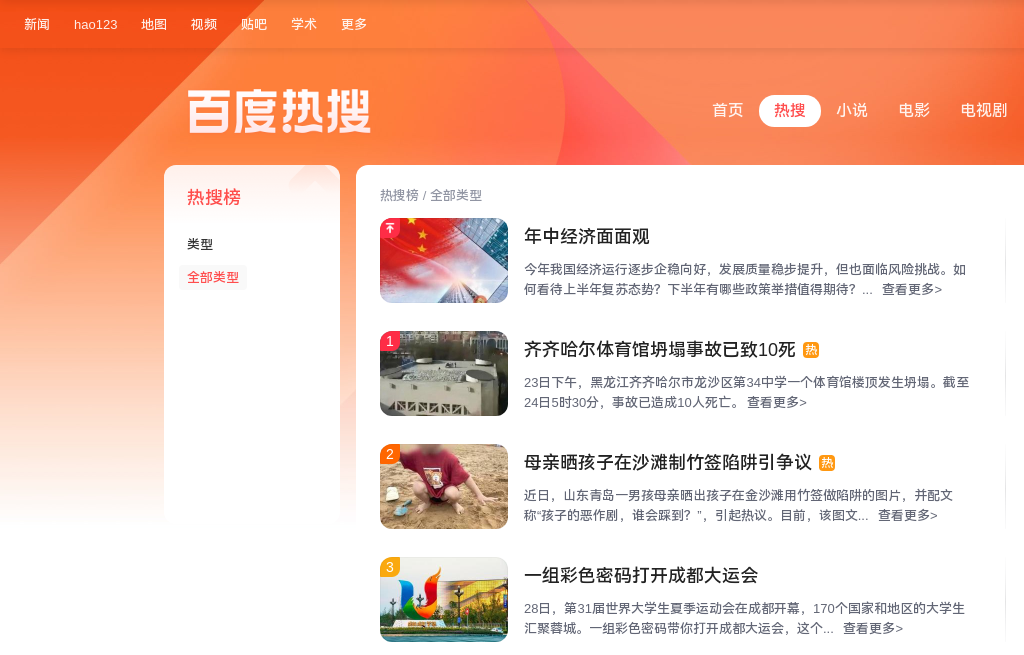 新闻 hao123 地图 视频 贴吧 学术 更多
百度热搜
首页 热搜 小说 电影 电视剧
热搜榜
类型
全部类型
热搜榜 / 全部类型
年中经济面面观
今年我国经济运行逐步企稳向好，发展质量稳步提升，但也面临风险挑战。如
何看待上半年复苏态势？下半年有哪些政策举措值得期待？... 查看更多>
1
齐齐哈尔体育馆坍塌事故已致10死 热
23日下午，黑龙江齐齐哈尔市龙沙区第34中学一个体育馆楼顶发生坍塌。截至
24日5时30分，事故已造成10人死亡。 查看更多>
2
母亲晒孩子在沙滩制竹签陷阱引争议 热
近日，山东青岛一男孩母亲晒出孩子在金沙滩用竹签做陷阱的图片，并配文
称“孩子的恶作剧，谁会踩到？”，引起热议。目前，该图文... 查看更多>
3
一组彩色密码打开成都大运会
28日，第31届世界大学生夏季运动会在成都开幕，170个国家和地区的大学生
汇聚蓉城。一组彩色密码带你打开成都大运会，这个... 查看更多>